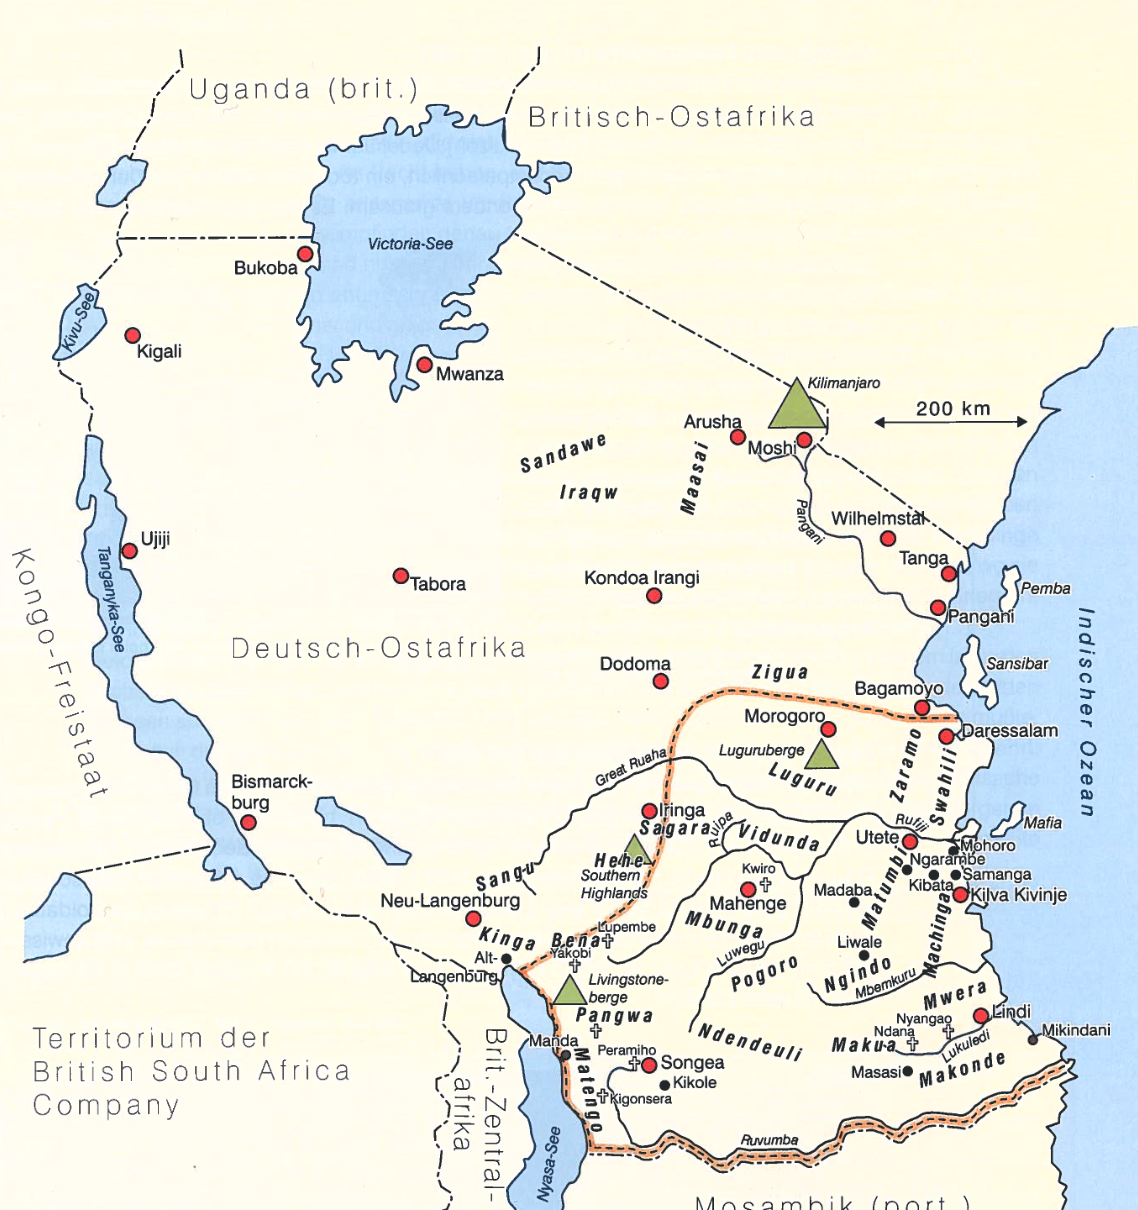 Uganda (brit.)
Britisch-Ostafrika
Victoria-See
Bukoba
Kivu-See
Kigali
Mwanza
Kilimanjaro
200 km
Arusha
Moshi
Sandawe
Iraqw
Maasai
Pangani
Wilhelmstal
Tanga
Ujiji
Tanganyka-See
Tabora
Kondoa Irangi
Pemba
Pangani
Kongo-Freistaat
Deutsch-Ostafrika
Indischer Ozean
Dodoma
Zigua
Sansibar
Bagamoyo
Morogoro
Daressalam
Luguruberge
Luguru
Zaramo
Swahili
Great Ruaha
Bismarck-
burg
Iringa
Sagara
Ruipa
Vidunda
Rufiji
Mafia
Utete
Mohoro
Ngarambe
Hehe
Southern
Highlands
Sangu
Kwiro
Mahenge
Madaba
Matumbi
Kibata
Samanga
Kilva Kivinje
Neu-Langenburg
Kinga
Bena
Lupembe
Yakobi
Mbunga
Luwegu
Liwale
Machinga
Alt-
Langenburg
Livingstone-
berge
Pogoro
Ngindo
Mbemkuru
Pangwa
Mwera
Nyangao
Lindi
Ndendeuli
Makua
Ndana
Lukuledi
Mikindani
Manda
Matengo
Peramiho
Songea
Kikole
Masasi
Makonde
Kigonsera
Territorium der
British South Africa
Company
Brit.-Zentral-
afrika
Nyasa-See
Ruvumba
Mosambik (port.)